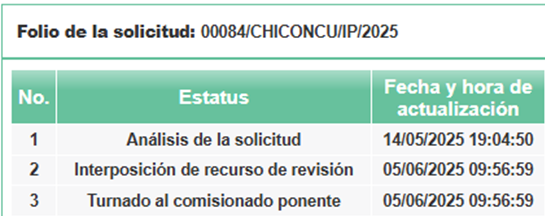 Folio de la solicitud: 00084/CHICONCU/IP/2025
No. Estatus Fecha y hora de actualización
1 Análisis de la solicitud 14/05/2025 19:04:50
2 Interposición de recurso de revisión 05/06/2025 09:56:59
3 Turnado al comisionado ponente 05/06/2025 09:56:59